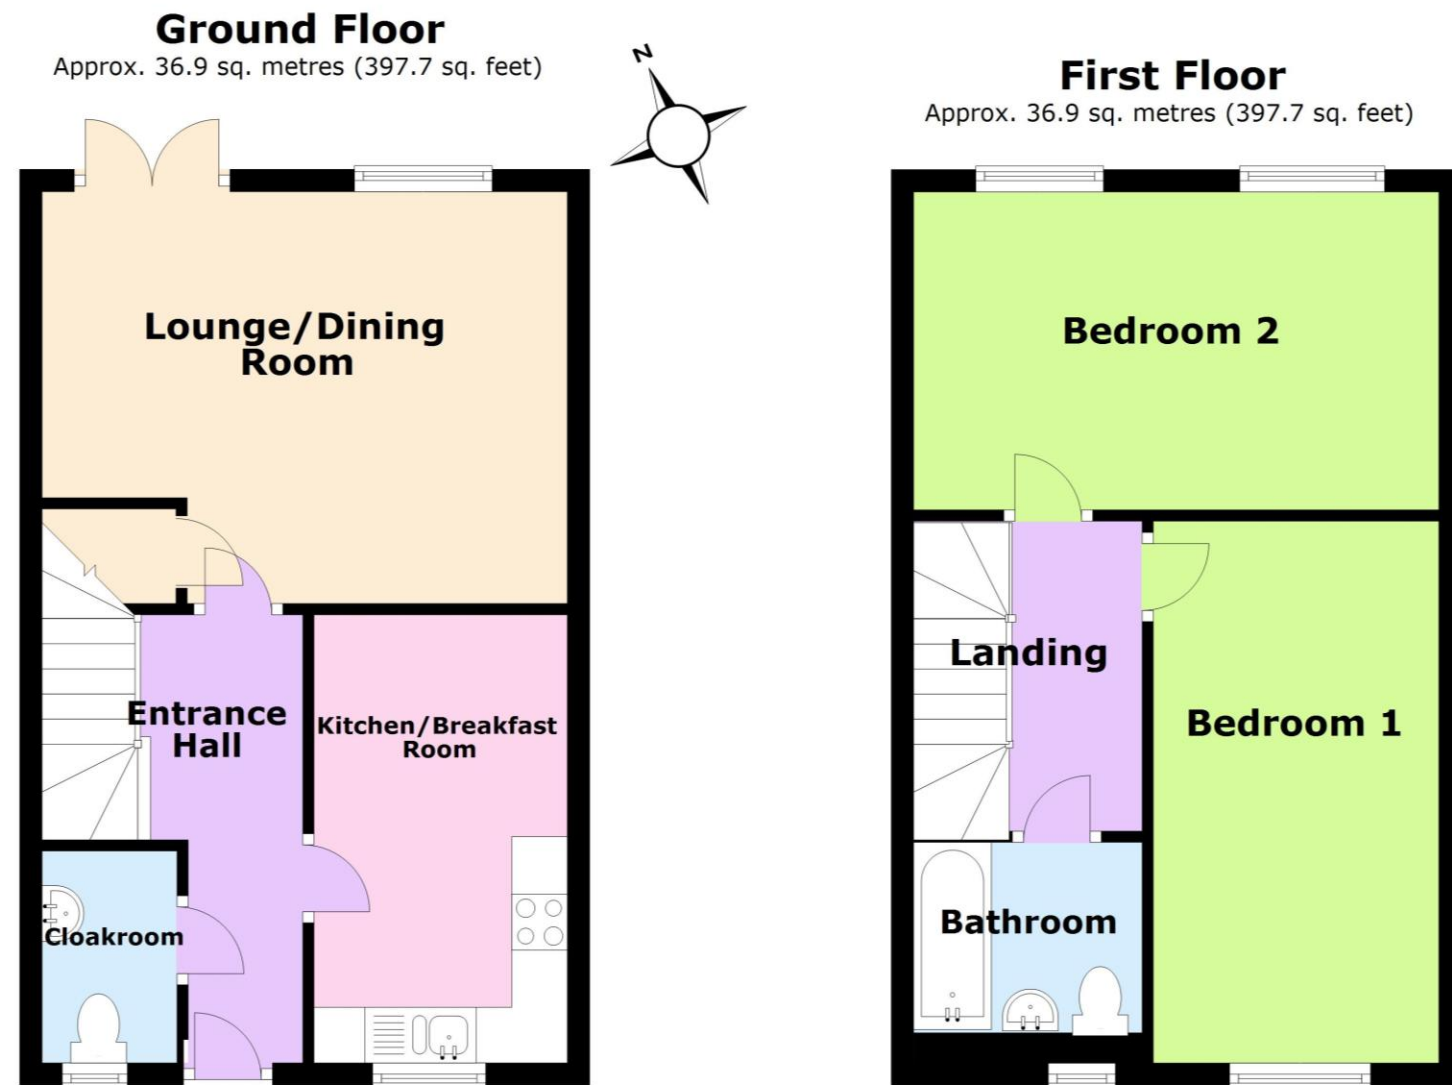 Ground Floor
Approx. 36.9 sq. metres (397.7 sq. feet)
N
First Floor
Approx. 36.9 sq. metres (397.7 sq. feet)
Lounge/Dining
Room
Bedroom 2
Entrance
Hall
Kitchen/Breakfast
Room
Cloakroom
Landing
Bedroom 1
Bathroom